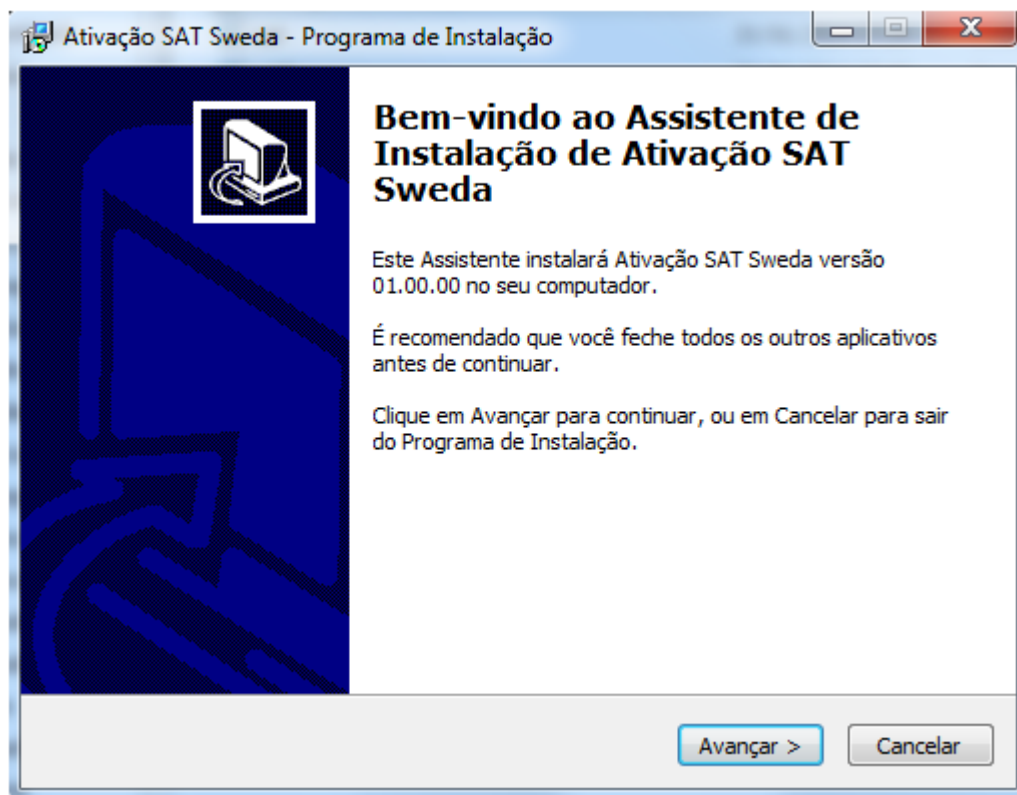 Ativação SAT Sweda - Programa de Instalação
Bem-vindo ao Assistente de
Instalação de Ativação SAT
Sweda
Este Assistente instalará Ativação SAT Sweda versão
01.00.00 no seu computador.
É recomendado que você feche todos os outros aplicativos
antes de continuar.
Clique em Avançar para continuar, ou em Cancelar para sair
do Programa de Instalação.
Avançar >
Cancelar